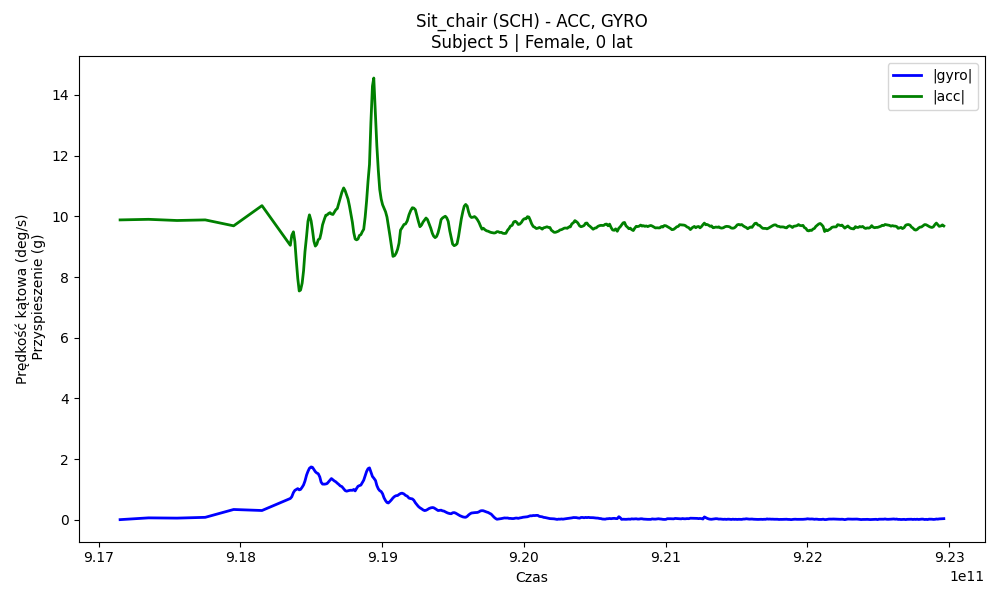 Sit_chair (SCH) - ACC, GYRO
Subject 5 | Female, 0 lat
|gyro|
|acc|
Prędkość kątowa (deg/s)
Przyspieszenie (g)
14
12
10
8
6
4
2
0
9.17
9.18
9.19
9.20
9.21
9.22
9.23
1e11
Czas